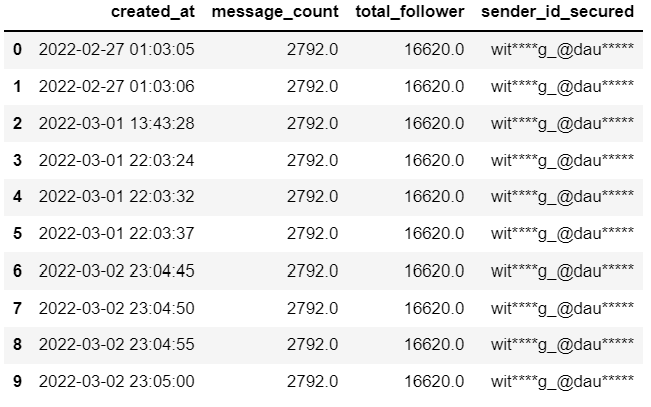 created_at message_count total_follower sender_id_secured
0 2022-02-27 01:03:05 2792.0 16620.0 wit****g_@dau*****
1 2022-02-27 01:03:06 2792.0 16620.0 wit****g_@dau*****
2 2022-03-01 13:43:28 2792.0 16620.0 wit****g_@dau*****
3 2022-03-01 22:03:24 2792.0 16620.0 wit****g_@dau*****
4 2022-03-01 22:03:32 2792.0 16620.0 wit****g_@dau*****
5 2022-03-01 22:03:37 2792.0 16620.0 wit****g_@dau*****
6 2022-03-02 23:04:45 2792.0 16620.0 wit****g_@dau*****
7 2022-03-02 23:04:50 2792.0 16620.0 wit****g_@dau*****
8 2022-03-02 23:04:55 2792.0 16620.0 wit****g_@dau*****
9 2022-03-02 23:05:00 2792.0 16620.0 wit****g_@dau*****